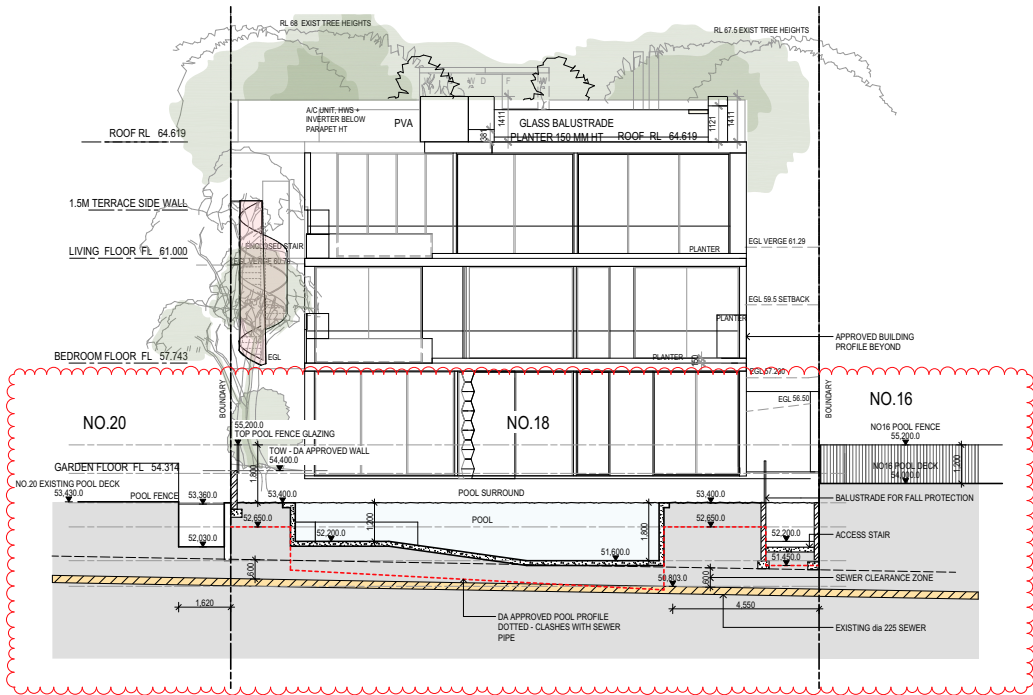 RL 68 EXIST TREE HEIGHTS
RL 67.5 EXIST TREE HEIGHTS
W D F W
A/C UNIT, HWS +
INVERTER BELOW
PARAPET HT
PVA
1411
381
GLASS BALUSTRADE
PLANTER 150 MM HT
ROOF RL 64.619
1121
1411
ROOF RL 64.619
1.5M TERRACE SIDE WALL
ENCLOSED STAIR
LIVING FLOOR FL 61.000
EGL VERGE
PLANTER
EGL VERGE 61.29
EGL 59.5 SETBACK
PLANTER
APPROVED BUILDING
PROFILE BEYOND
BEDROOM FLOOR FL 57.743
EGL
PLANTER
EGL 57.200
BOUNDARY
BOUNDARY
EGL 56.50
NO.20
NO.18
NO.16
55,200.0
TOP POOL FENCE GLAZING
NO16 POOL FENCE
55,200.0
TOW - DA APPROVED WALL
54,400.0
1,800
GARDEN FLOOR FL 54.314
NO16 POOL DECK
54,000.0
1,200
NO.20 EXISTING POOL DECK
53,430.0
POOL FENCE
53,360.0
53,400.0
POOL SURROUND
53,400.0
BALUSTRADE FOR FALL PROTECTION
52,650.0
1,200
POOL
1,800
52,650.0
52,030.0
52,200.0
52,200.0
ACCESS STAIR
51,600.0
51,450.0
600
50,803.0
600
SEWER CLEARANCE ZONE
1,620
4,550
DA APPROVED POOL PROFILE
DOTTED - CLASHES WITH SEWER
PIPE
EXISTING dia 225 SEWER